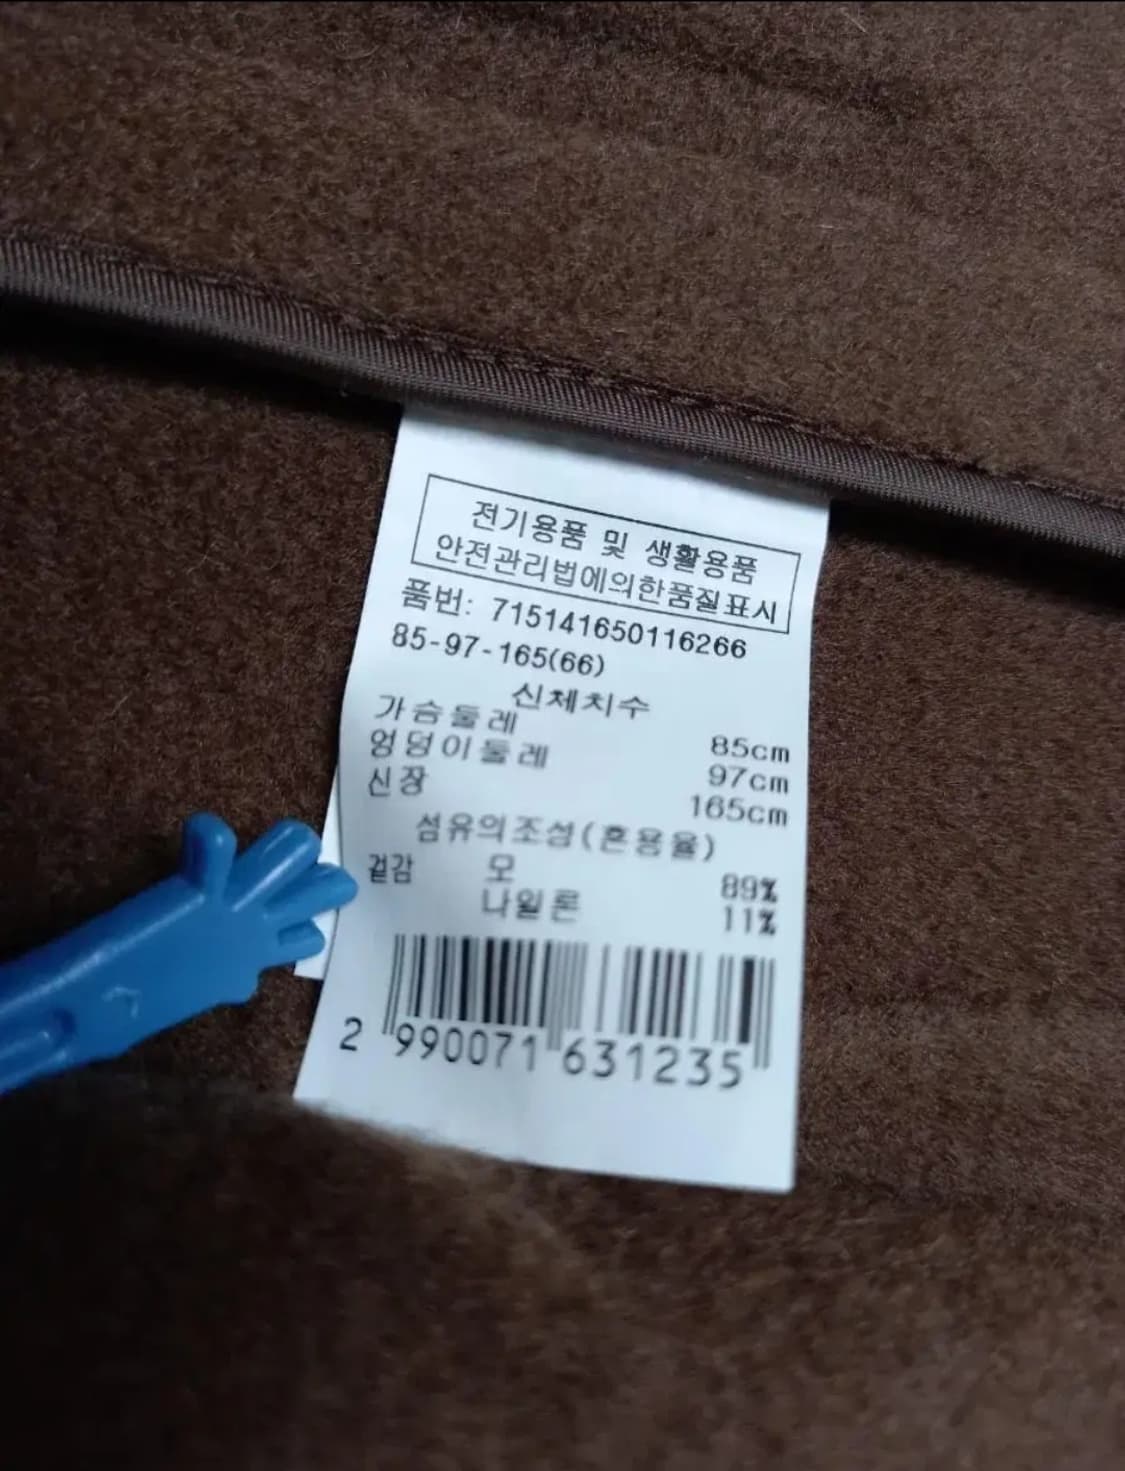 전기용품 및 생활용품
안전관리법에의한품질표시
품번: 715141650116266
85-97-165(66)
신체치수
가슴둘레 85cm
엉덩이둘레 97cm
신장 165cm
섬유의조성(혼용율)
겉감 모 89%
나일론 11%
2 990071 631235